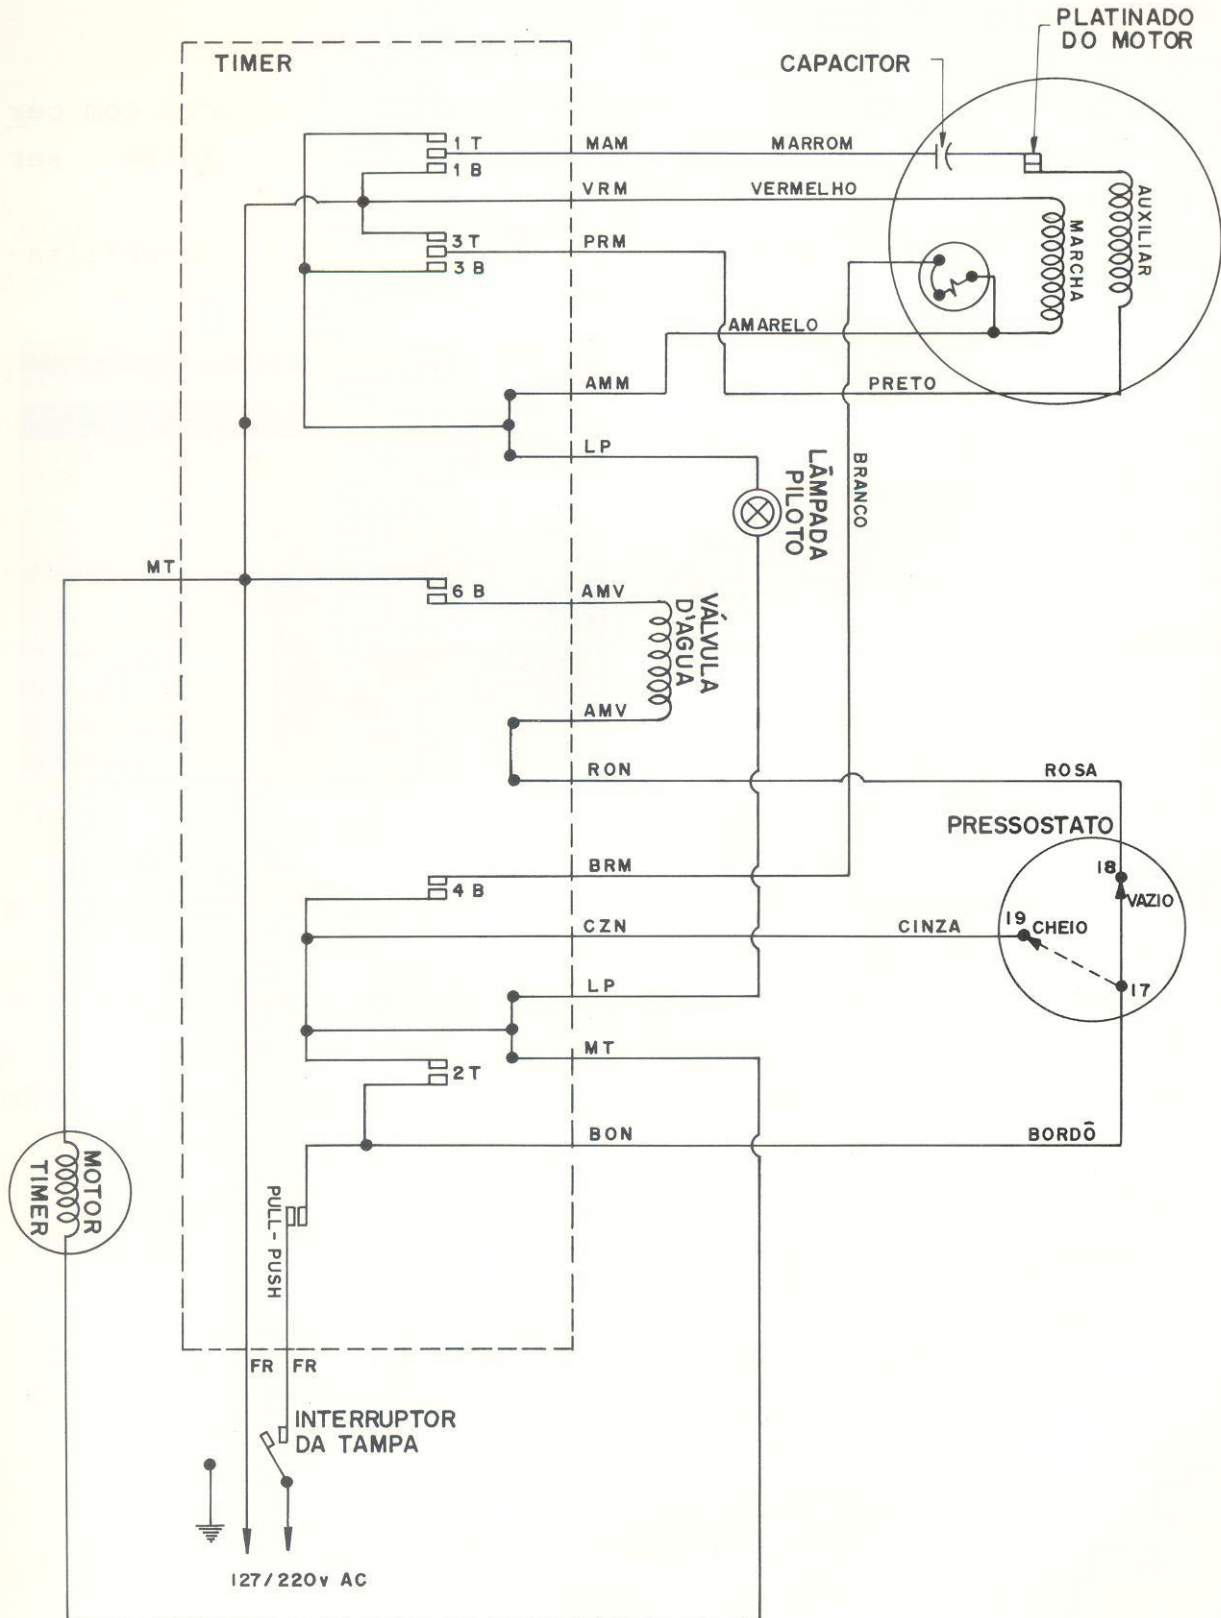 PLATINADO
DO MOTOR
TIMER
CAPACITOR
1 T
MAM
MARROM
1 B
VRM
VERMELHO
3 T
PRM
3 B
AUXILIAR
MARCHA
AMARELO
AMM
PRETO
LP
LÂMPADA
PILOTO
BRANCO
MT
6 B
AMV
VÁLVULA
D'AGUA
AMV
RON
ROSA
PRESSOSTATO
BRM
18
VAZIO
4 B
19
CHEIO
CZN
CINZA
17
LP
MT
2 T
BON
BORDÔ
MOTOR
TIMER
PULL - PUSH
FR
FR
INTERRUPTOR
DA TAMPA
127/220v AC